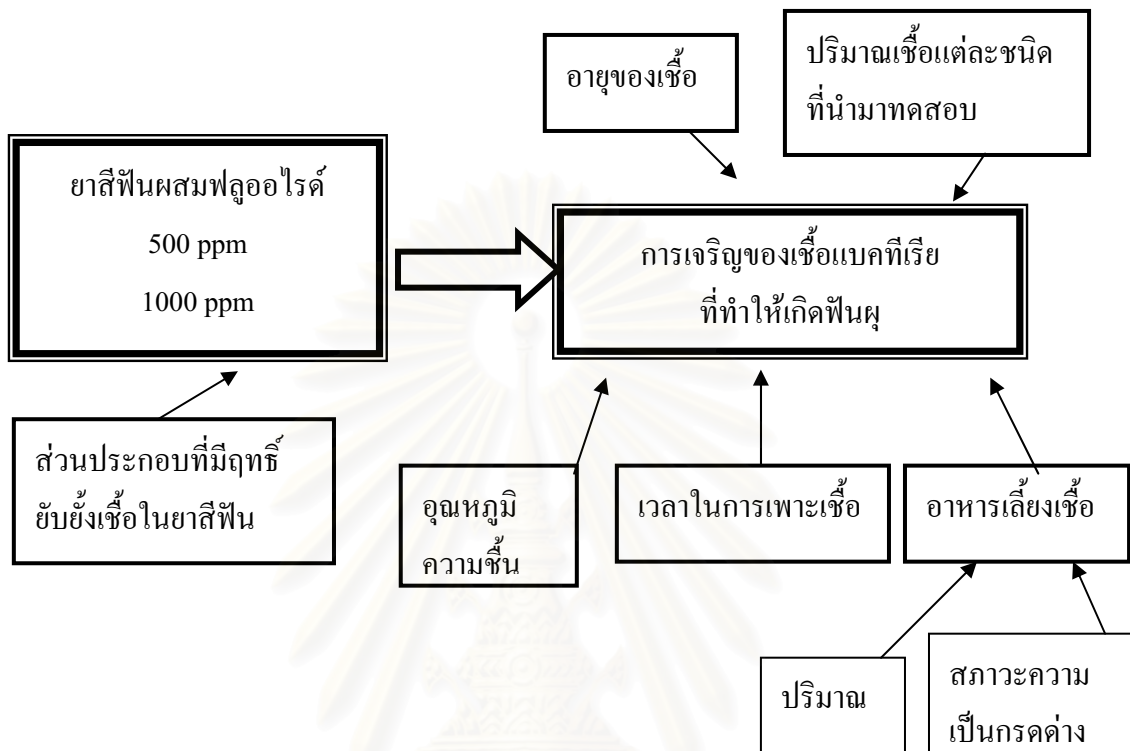 อายุของเชื้อ
ปริมาณเชื้อแต่ละชนิด
ที่นำมาทดสอบ
ยาสีฟันผสมฟลูออไรด์
500 ppm
1000 ppm
การเจริญของเชื้อแบคทีเรีย
ที่ทำให้เกิดฟันผุ
ส่วนประกอบที่มีฤทธิ์
ยับยั้งเชื้อในยาสีฟัน
อุณหภูมิ
ความชื้น
เวลาในการเพาะเชื้อ
อาหารเลี้ยงเชื้อ
ปริมาณ
สภาวะความ
เป็นกรดด่าง